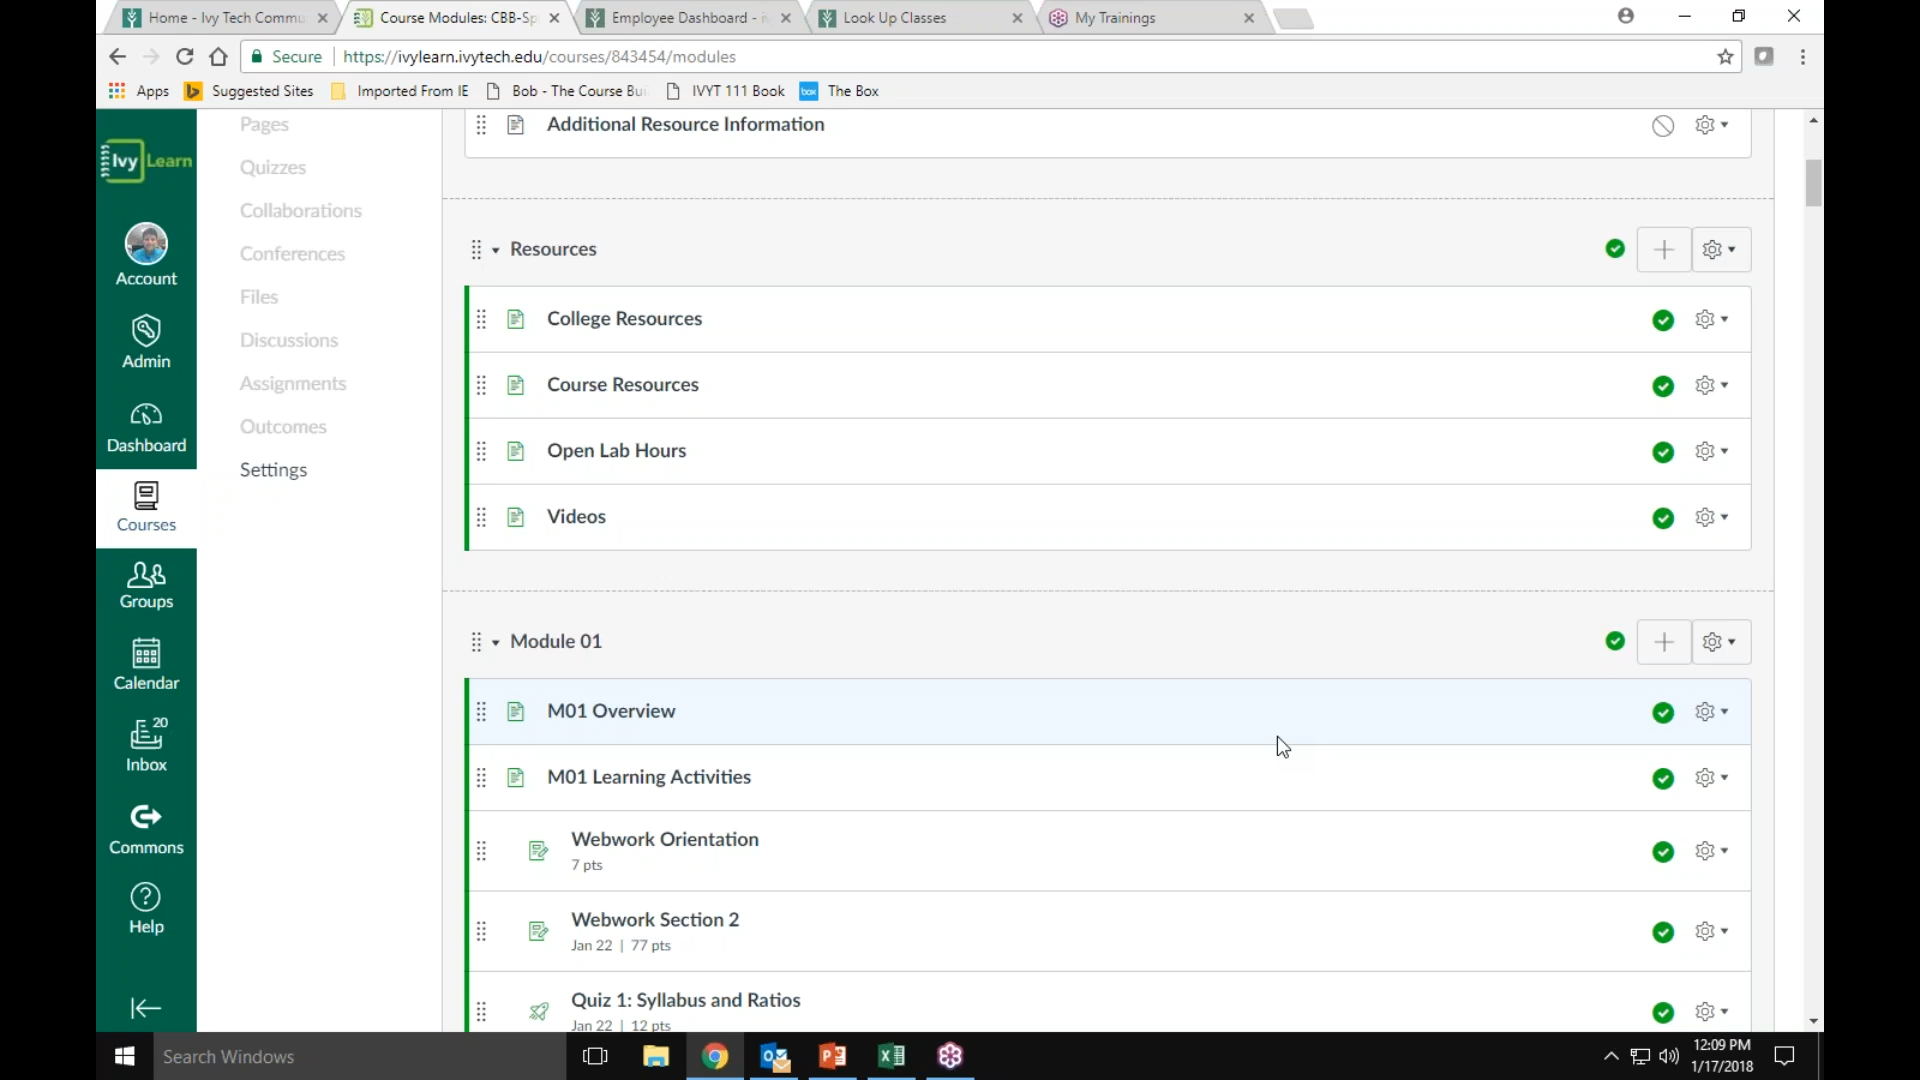 Home - Ivy Tech Commu
Course Modules: CBB-Sp
Employee Dashboard - iv
Look Up Classes
My Trainings
Secure
https://ivylearn.ivytech.edu/courses/843454/modules
Apps
Suggested Sites
Imported From IE
Bob - The Course Bui
IVYT 111 Book
box
The Box
Ivy Learn
Account
Admin
Dashboard
Courses
Groups
Calendar
20
Inbox
Commons
Help
Pages
Quizzes
Collaborations
Conferences
Files
Discussions
Assignments
Outcomes
Settings
Additional Resource Information
Resources
College Resources
Course Resources
Open Lab Hours
Videos
Module 01
M01 Overview
M01 Learning Activities
Webwork Orientation
7 pts
Webwork Section 2
Jan 22 | 77 pts
Quiz 1: Syllabus and Ratios
Jan 22 | 12 pts
Search Windows
12:09 PM
1/17/2018